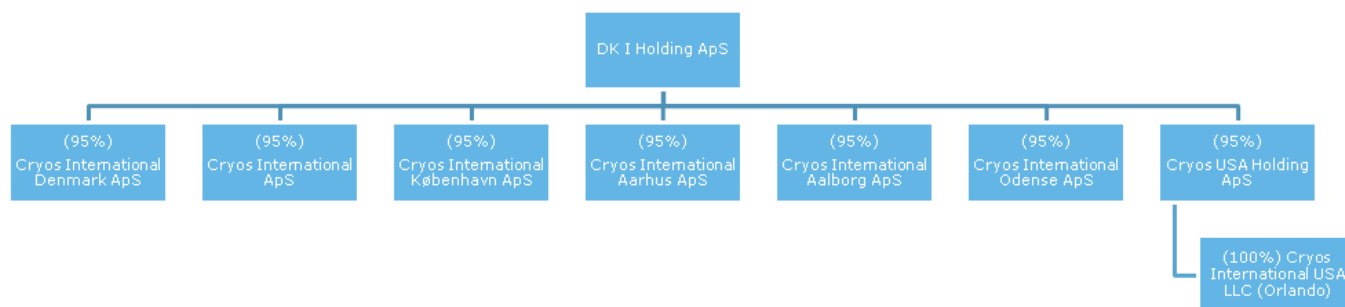 DK I Holding ApS
(95%)
Cryos International
Denmark ApS
(95%)
Cryos International
ApS
(95%)
Cryos International
København ApS
(95%)
Cryos International
Aarhus ApS
(95%)
Cryos International
Aalborg ApS
(95%)
Cryos International
Odense ApS
(95%)
Cryos USA Holding
ApS
(100%) Cryos
International USA
LLC (Orlando)